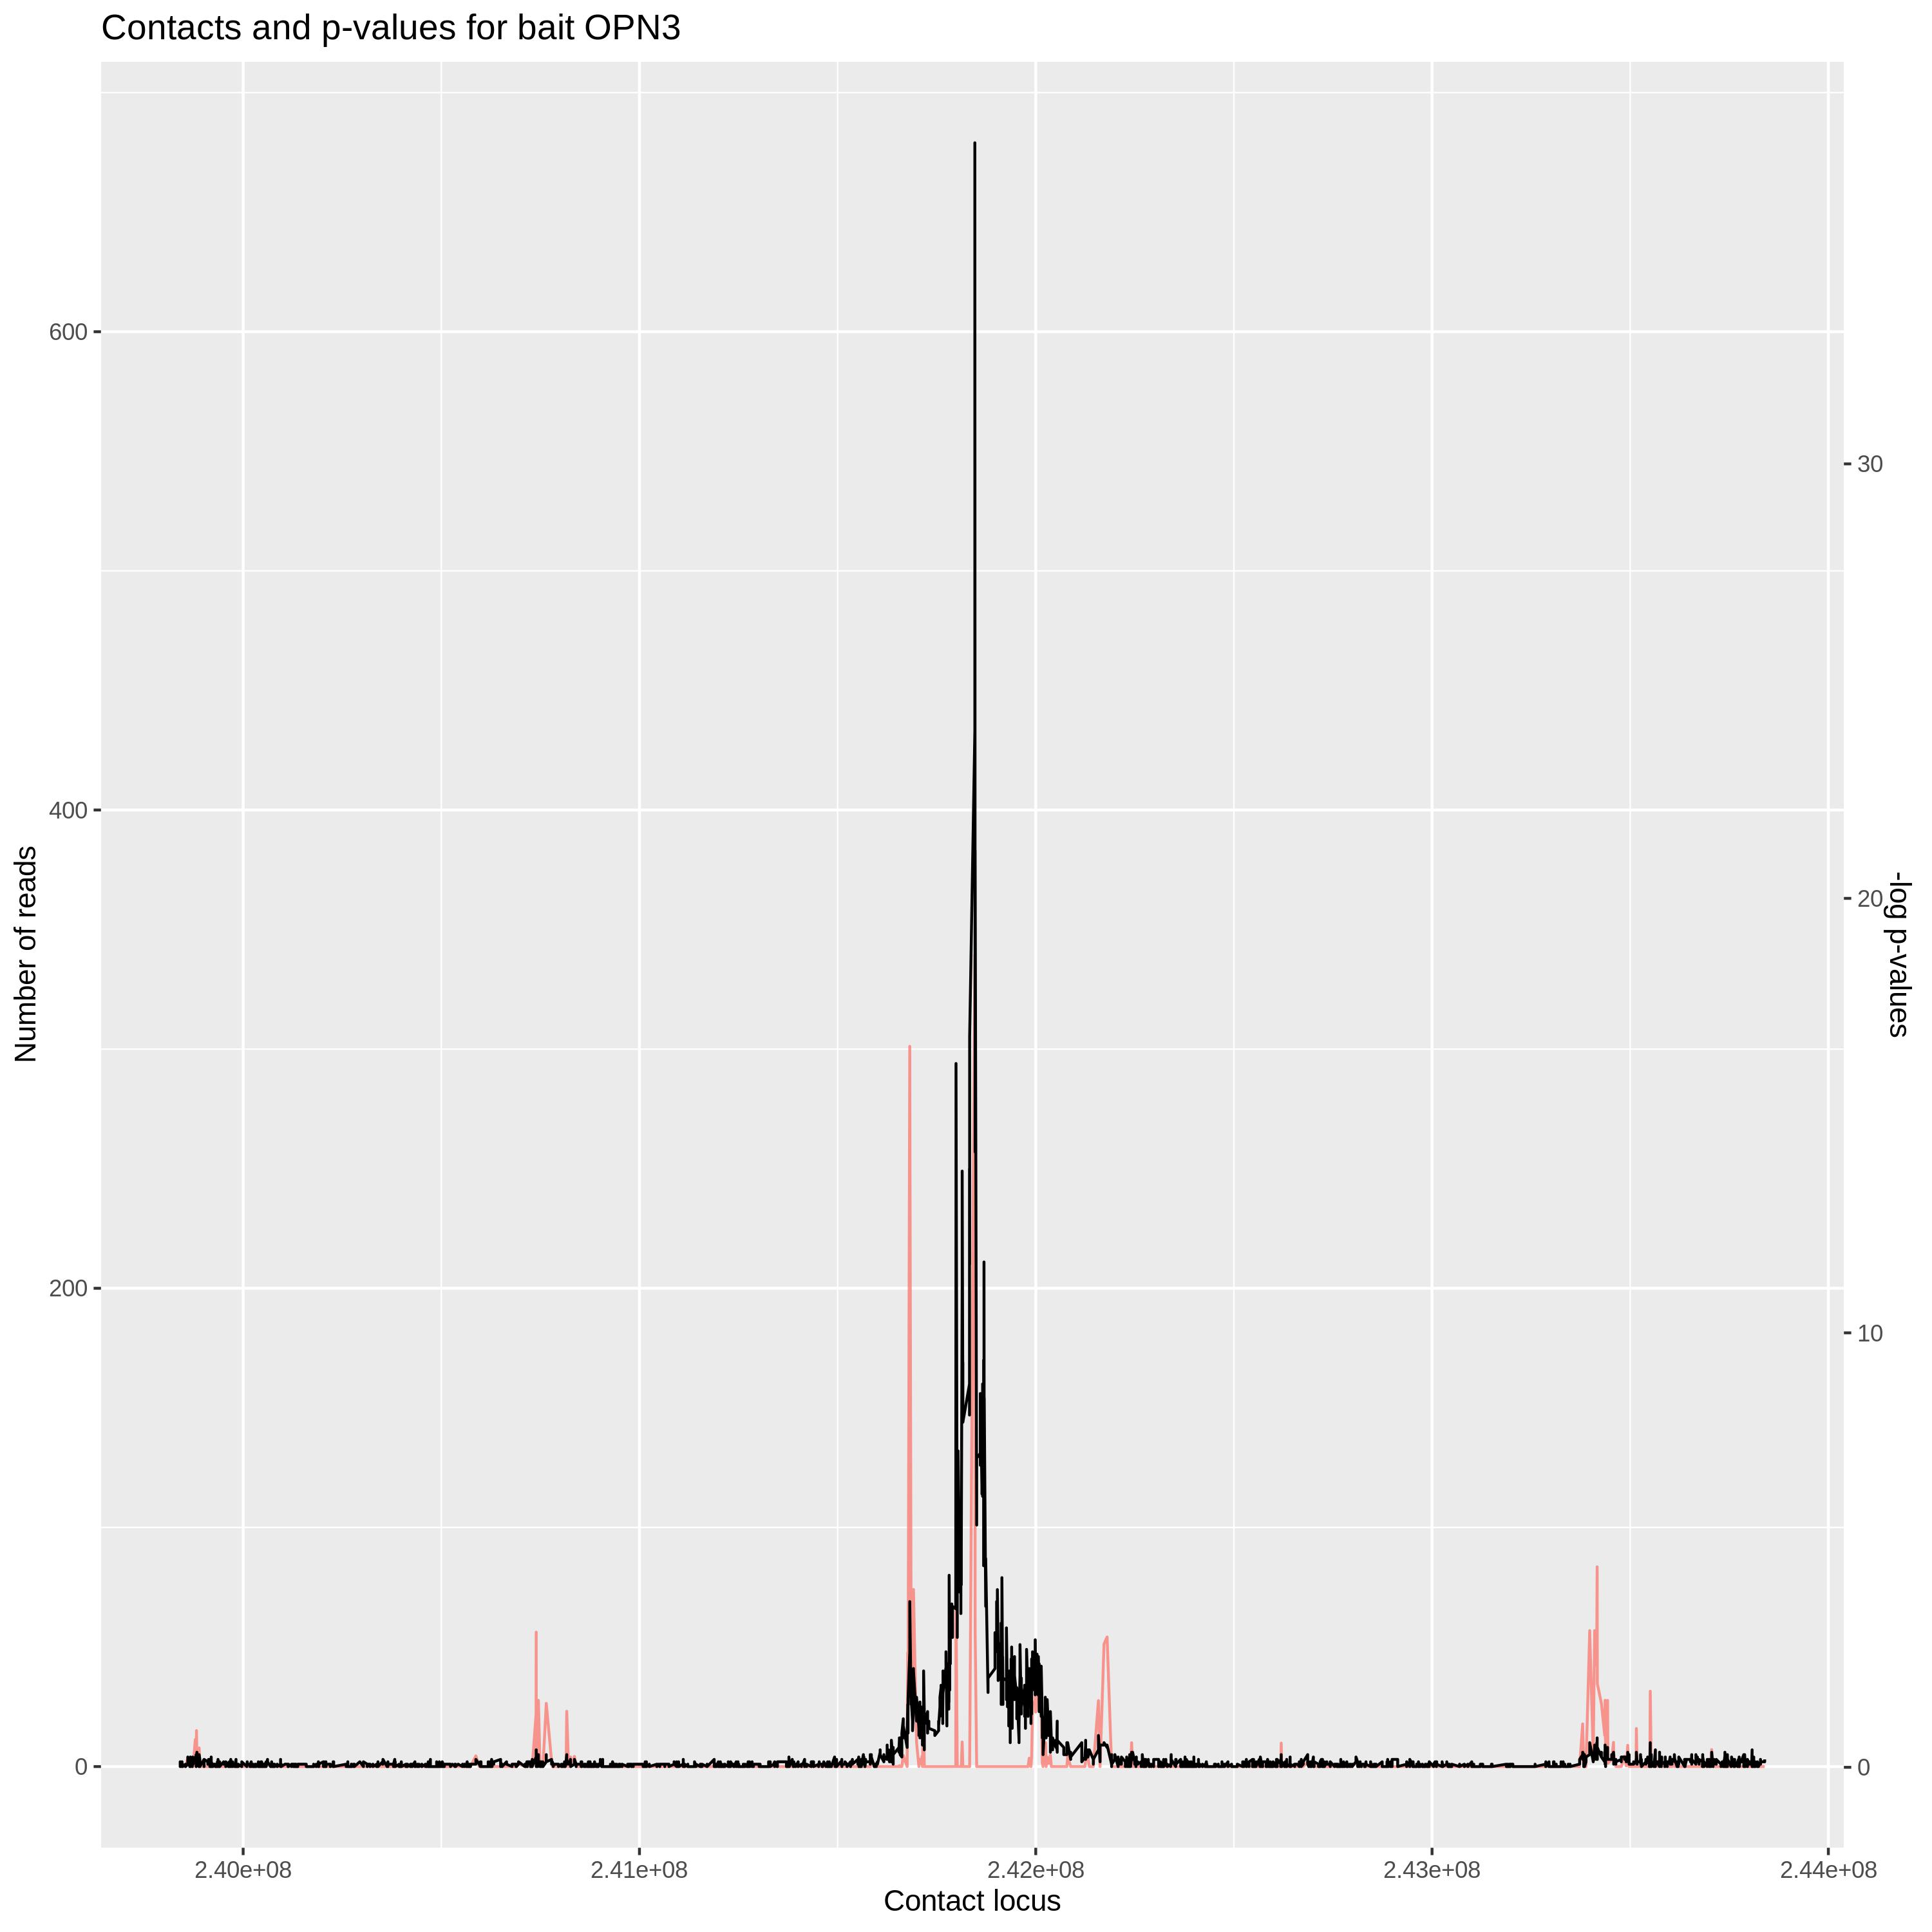 Contacts and p-values for bait OPN3
Number of reads
600
400
200
0
30
20
10
0
-log p-values
2.40e+08
2.41e+08
2.42e+08
2.43e+08
2.44e+08
Contact locus